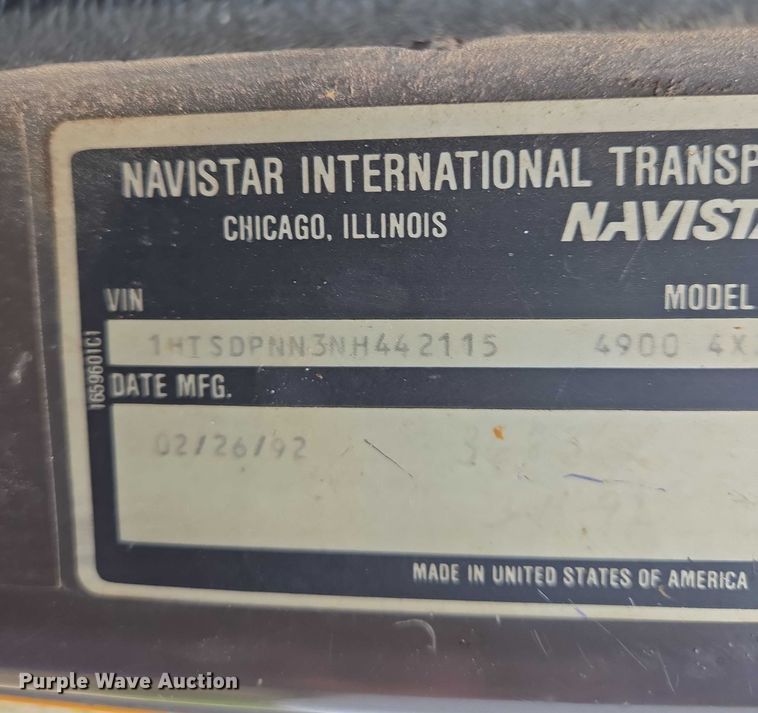 NAVISTAR INTERNATIONAL TRANSP
CHICAGO, ILLINOIS
NAVISTA
VIN
MODEL
1HTSDPNN3NH442115
4900 4X
1659601C1
DATE MFG.
02/26/92
MADE IN UNITED STATES OF AMERICA
Purple Wave Auction